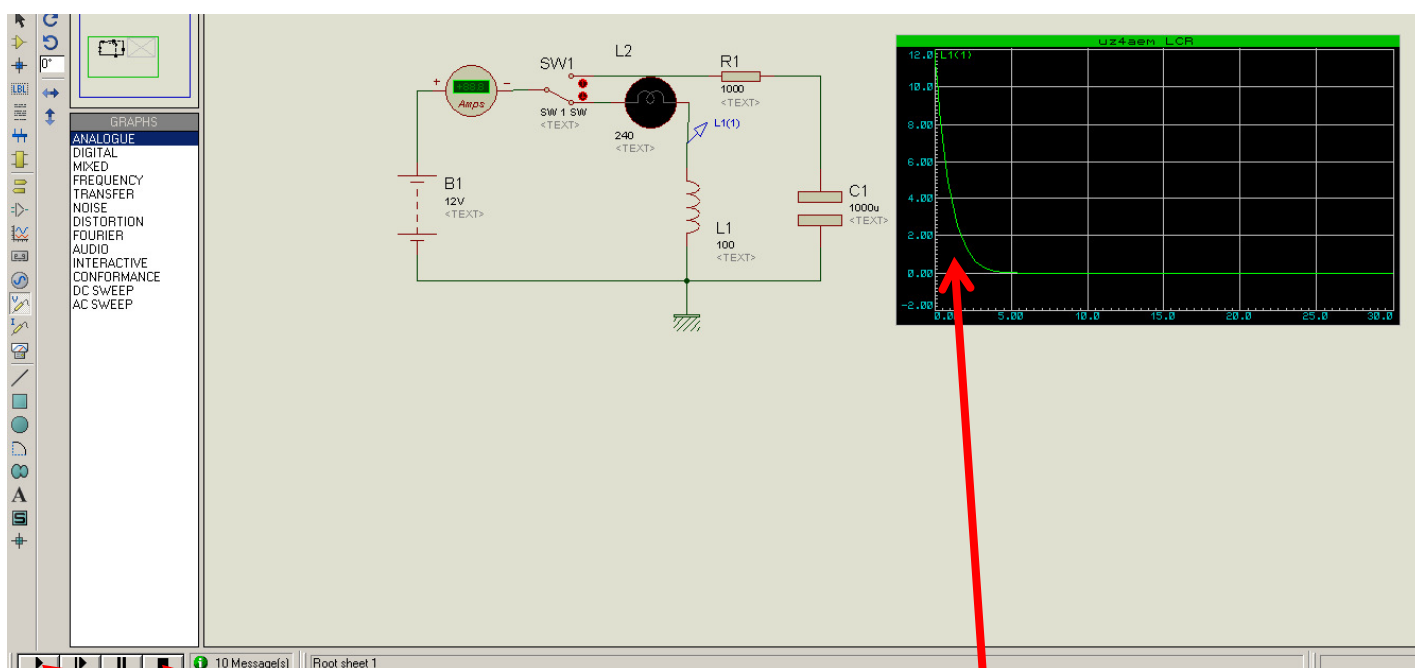 0°
LBL
GRAPHS
ANALOGUE
DIGITAL
MIXED
FREQUENCY
TRANSFER
NOISE
DISTORTION
FOURIER
AUDIO
INTERACTIVE
CONFORMANCE
DC SWEEP
AC SWEEP
A
S
V
I
+
-
Amps
SW1
SW 1 SW
<TEXT>
L2
240
<TEXT>
R1
1000
<TEXT>
L1(1)
B1
12V
<TEXT>
L1
100
<TEXT>
C1
1000u
<TEXT>
uz4aem LCR
12.0 L1(1)
10.0
8.00
6.00
4.00
2.00
0.00
-2.00
5.00 10.0 15.0 20.0 25.0 30.0
10 Message(s)
Root sheet 1